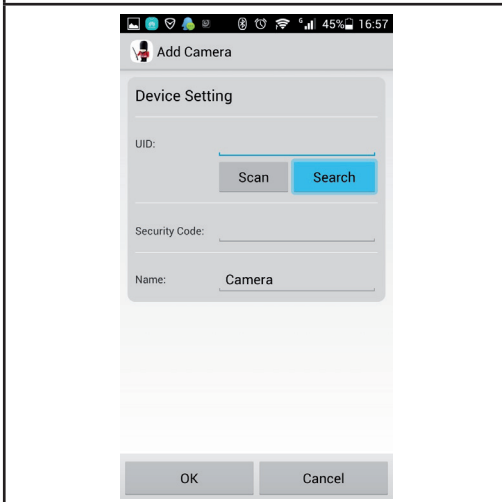 45% 16:57
Add Camera
Device Setting
UID:
Scan Search
Security Code:
Name: Camera
OK Cancel